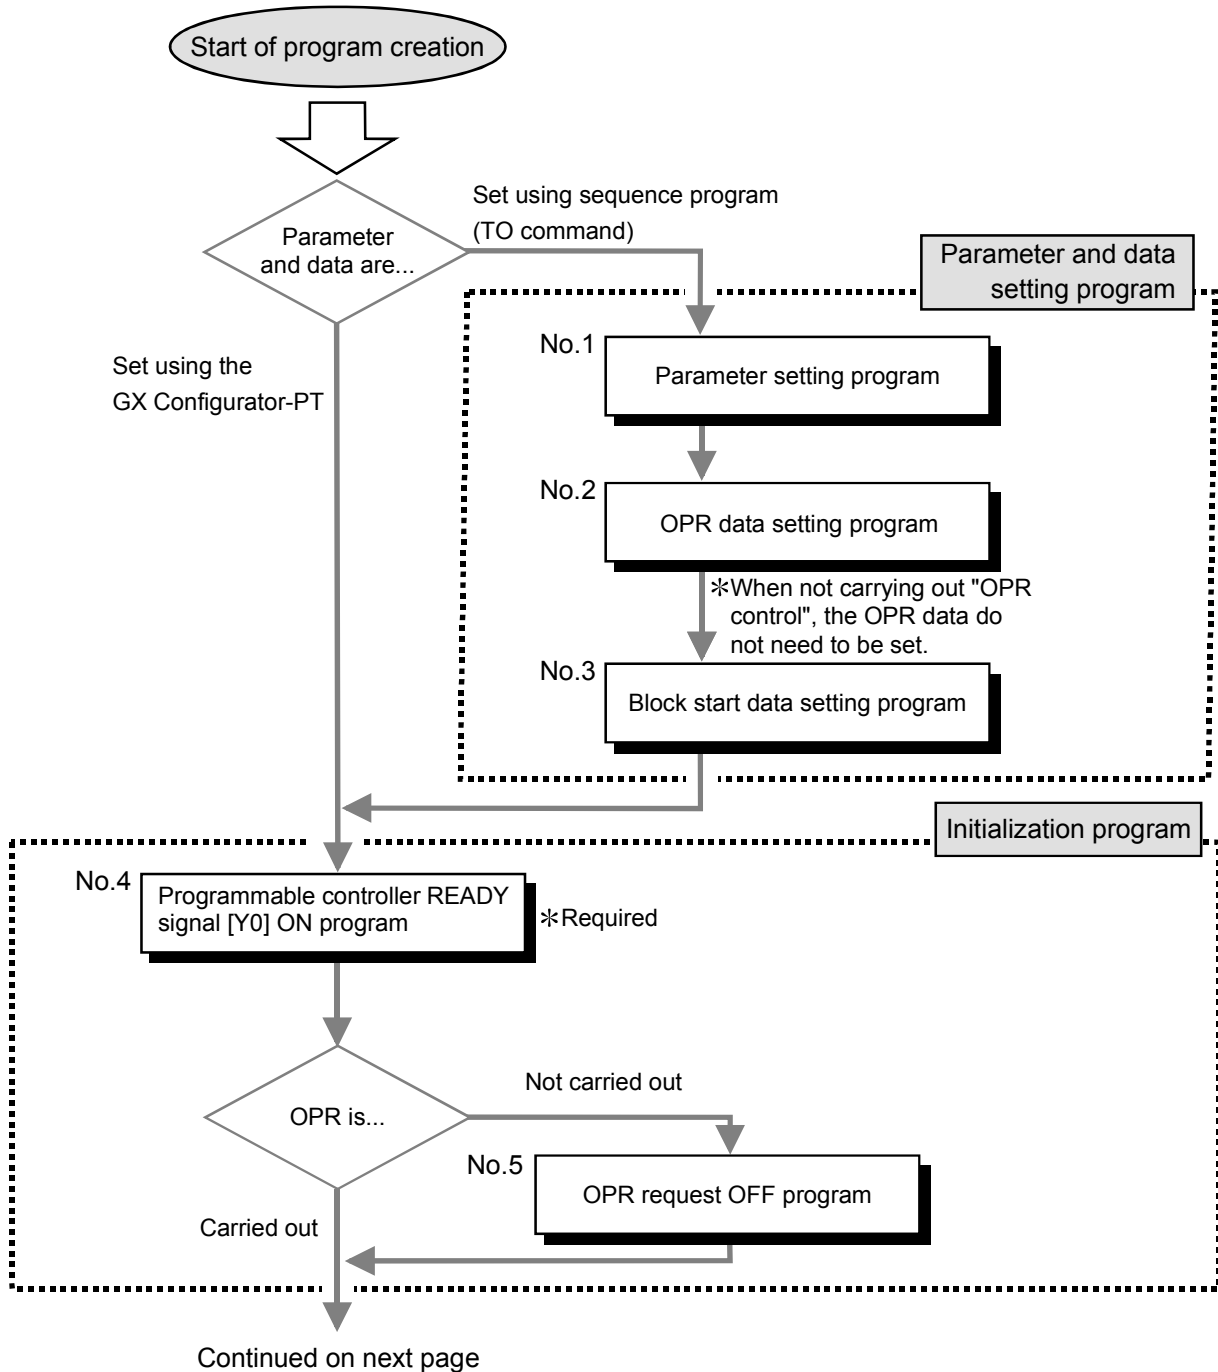 Start of program creation
Set using sequence program
(TO command)
Parameter
and data are...
Parameter and data
setting program
No.1
Parameter setting program
Set using the
GX Configurator-PT
No.2
OPR data setting program
*When not carrying out "OPR
control", the OPR data do
not need to be set.
No.3
Block start data setting program
Initialization program
No.4
Programmable controller READY
signal [Y0] ON program
*Required
Not carried out
OPR is...
No.5
OPR request OFF program
Carried out
Continued on next page